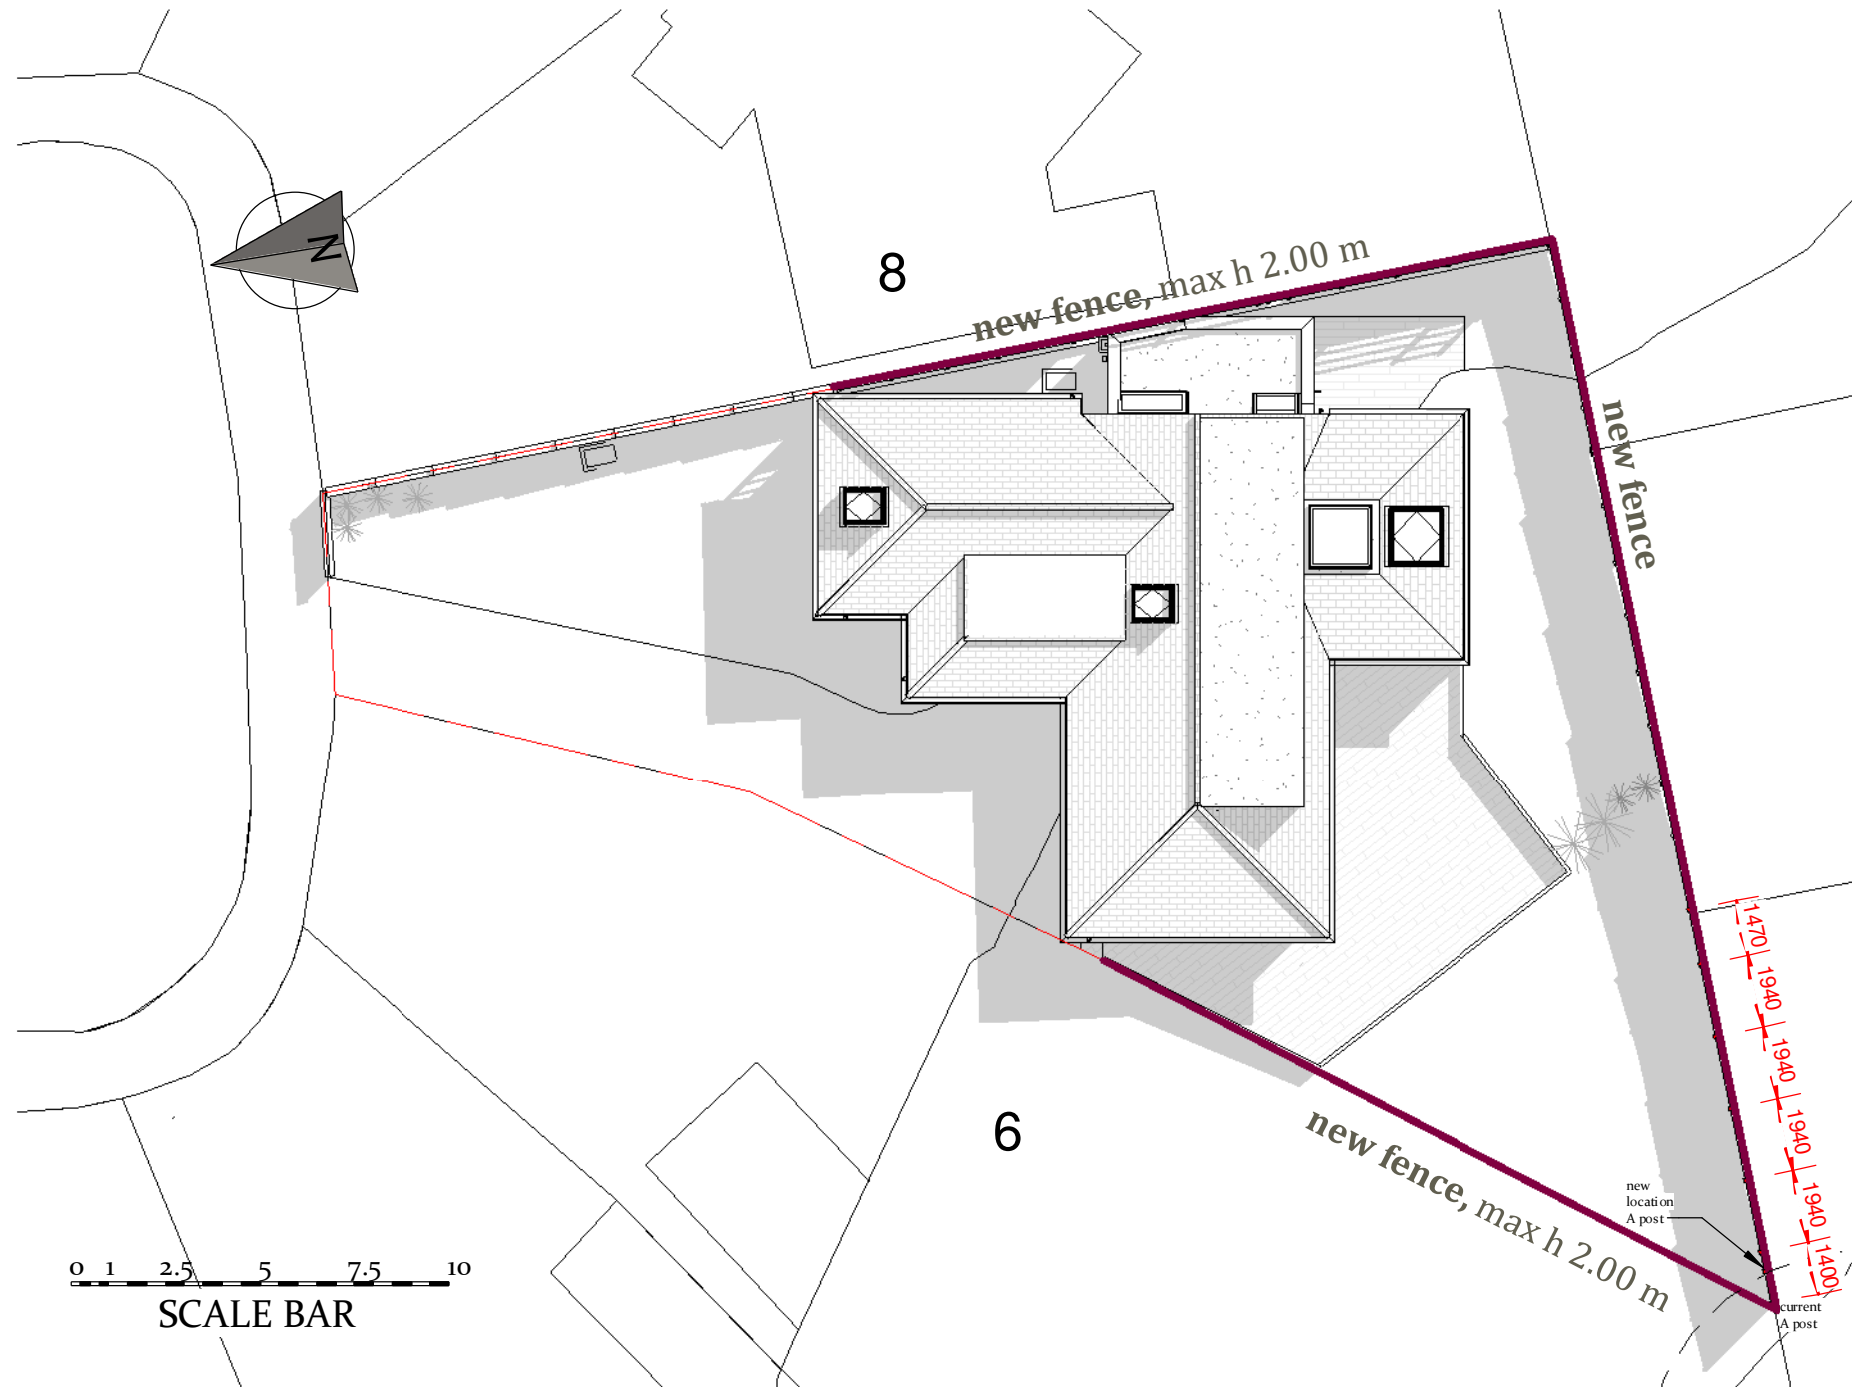 N
8
new fence, max h 2.00 m
new fence
1470
1940
1940
1940
1940
1400
6
new fence, max h 2.00 m
new
location
A post
current
A post
0 1 2.5 5 7.5 10
SCALE BAR